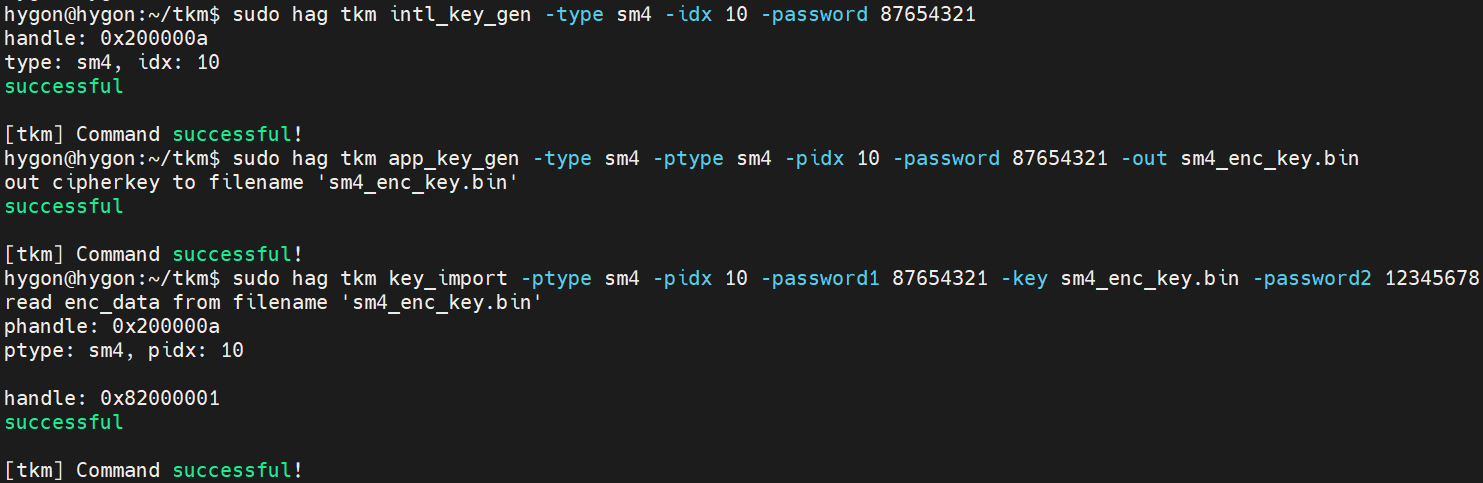 hygon@hygon:~/tkm$ sudo hag tkm intl_key_gen -type sm4 -idx 10 -password 87654321
handle: 0x200000a
type: sm4, idx: 10
successful
[tkm] Command successful!
hygon@hygon:~/tkm$ sudo hag tkm app_key_gen -type sm4 -ptype sm4 -pidx 10 -password 87654321 -out sm4_enc_key.bin
out cipherkey to filename 'sm4_enc_key.bin'
successful
[tkm] Command successful!
hygon@hygon:~/tkm$ sudo hag tkm key_import -ptype sm4 -pidx 10 -password1 87654321 -key sm4_enc_key.bin -password2 12345678
read enc_data from filename 'sm4_enc_key.bin'
phandle: 0x200000a
ptype: sm4, pidx: 10
handle: 0x82000001
successful
[tkm] Command successful!